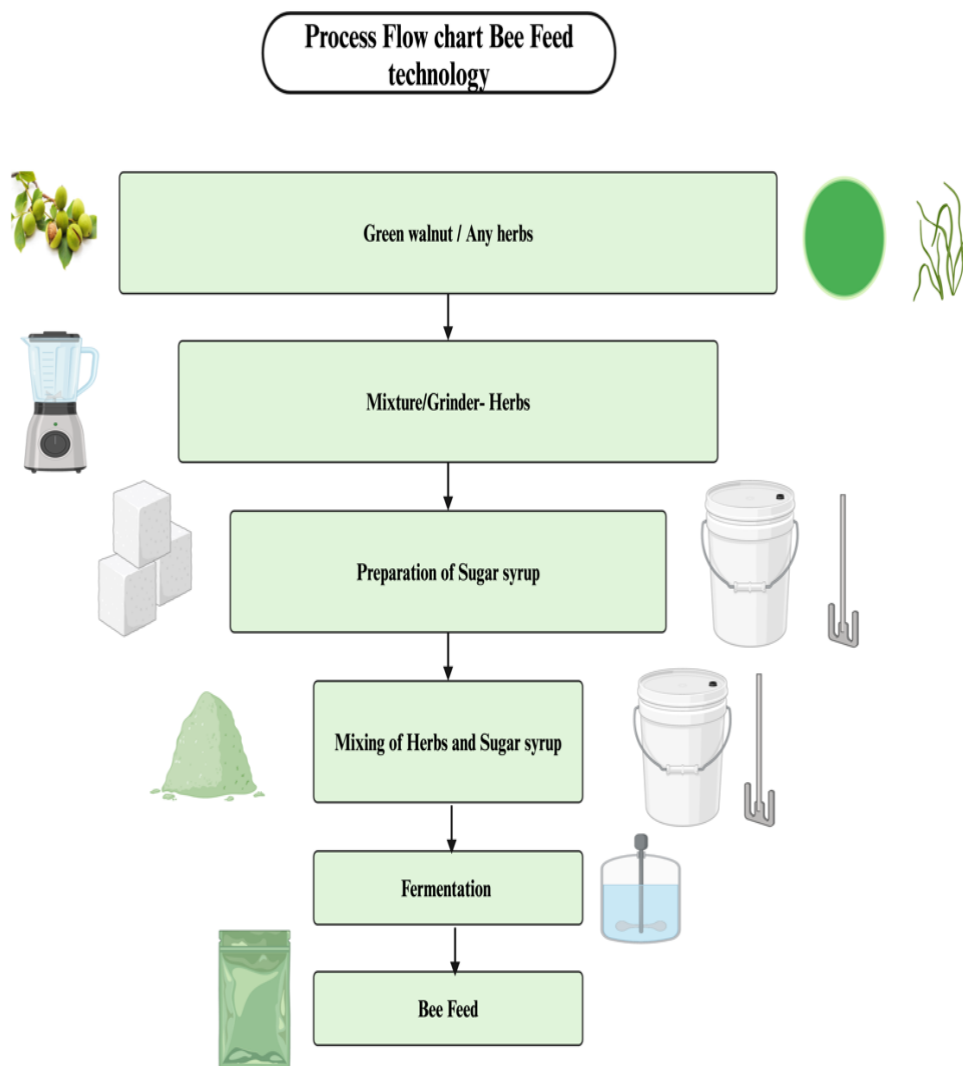 Process Flow chart Bee Feed
technology
Green walnut / Any herbs
Mixture/Grinder- Herbs
Preparation of Sugar syrup
Mixing of Herbs and Sugar syrup
Fermentation
Bee Feed